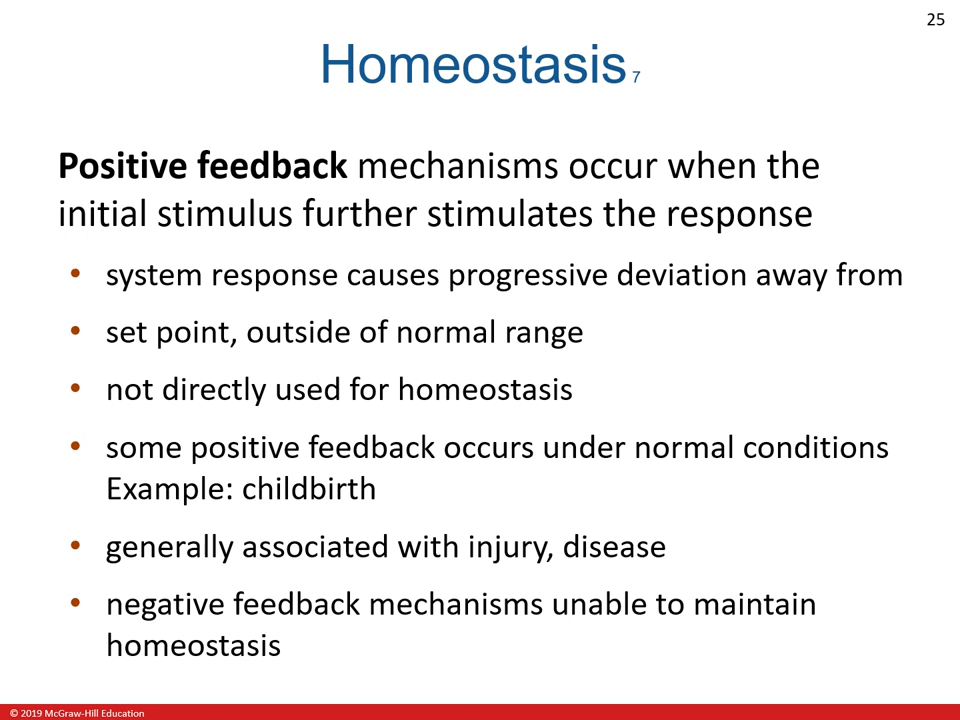 25
Homeostasis 7
Positive feedback mechanisms occur when the
initial stimulus further stimulates the response
• system response causes progressive deviation away from
• set point, outside of normal range
• not directly used for homeostasis
• some positive feedback occurs under normal conditions
Example: childbirth
• generally associated with injury, disease
• negative feedback mechanisms unable to maintain
homeostasis
© 2019 McGraw-Hill Education